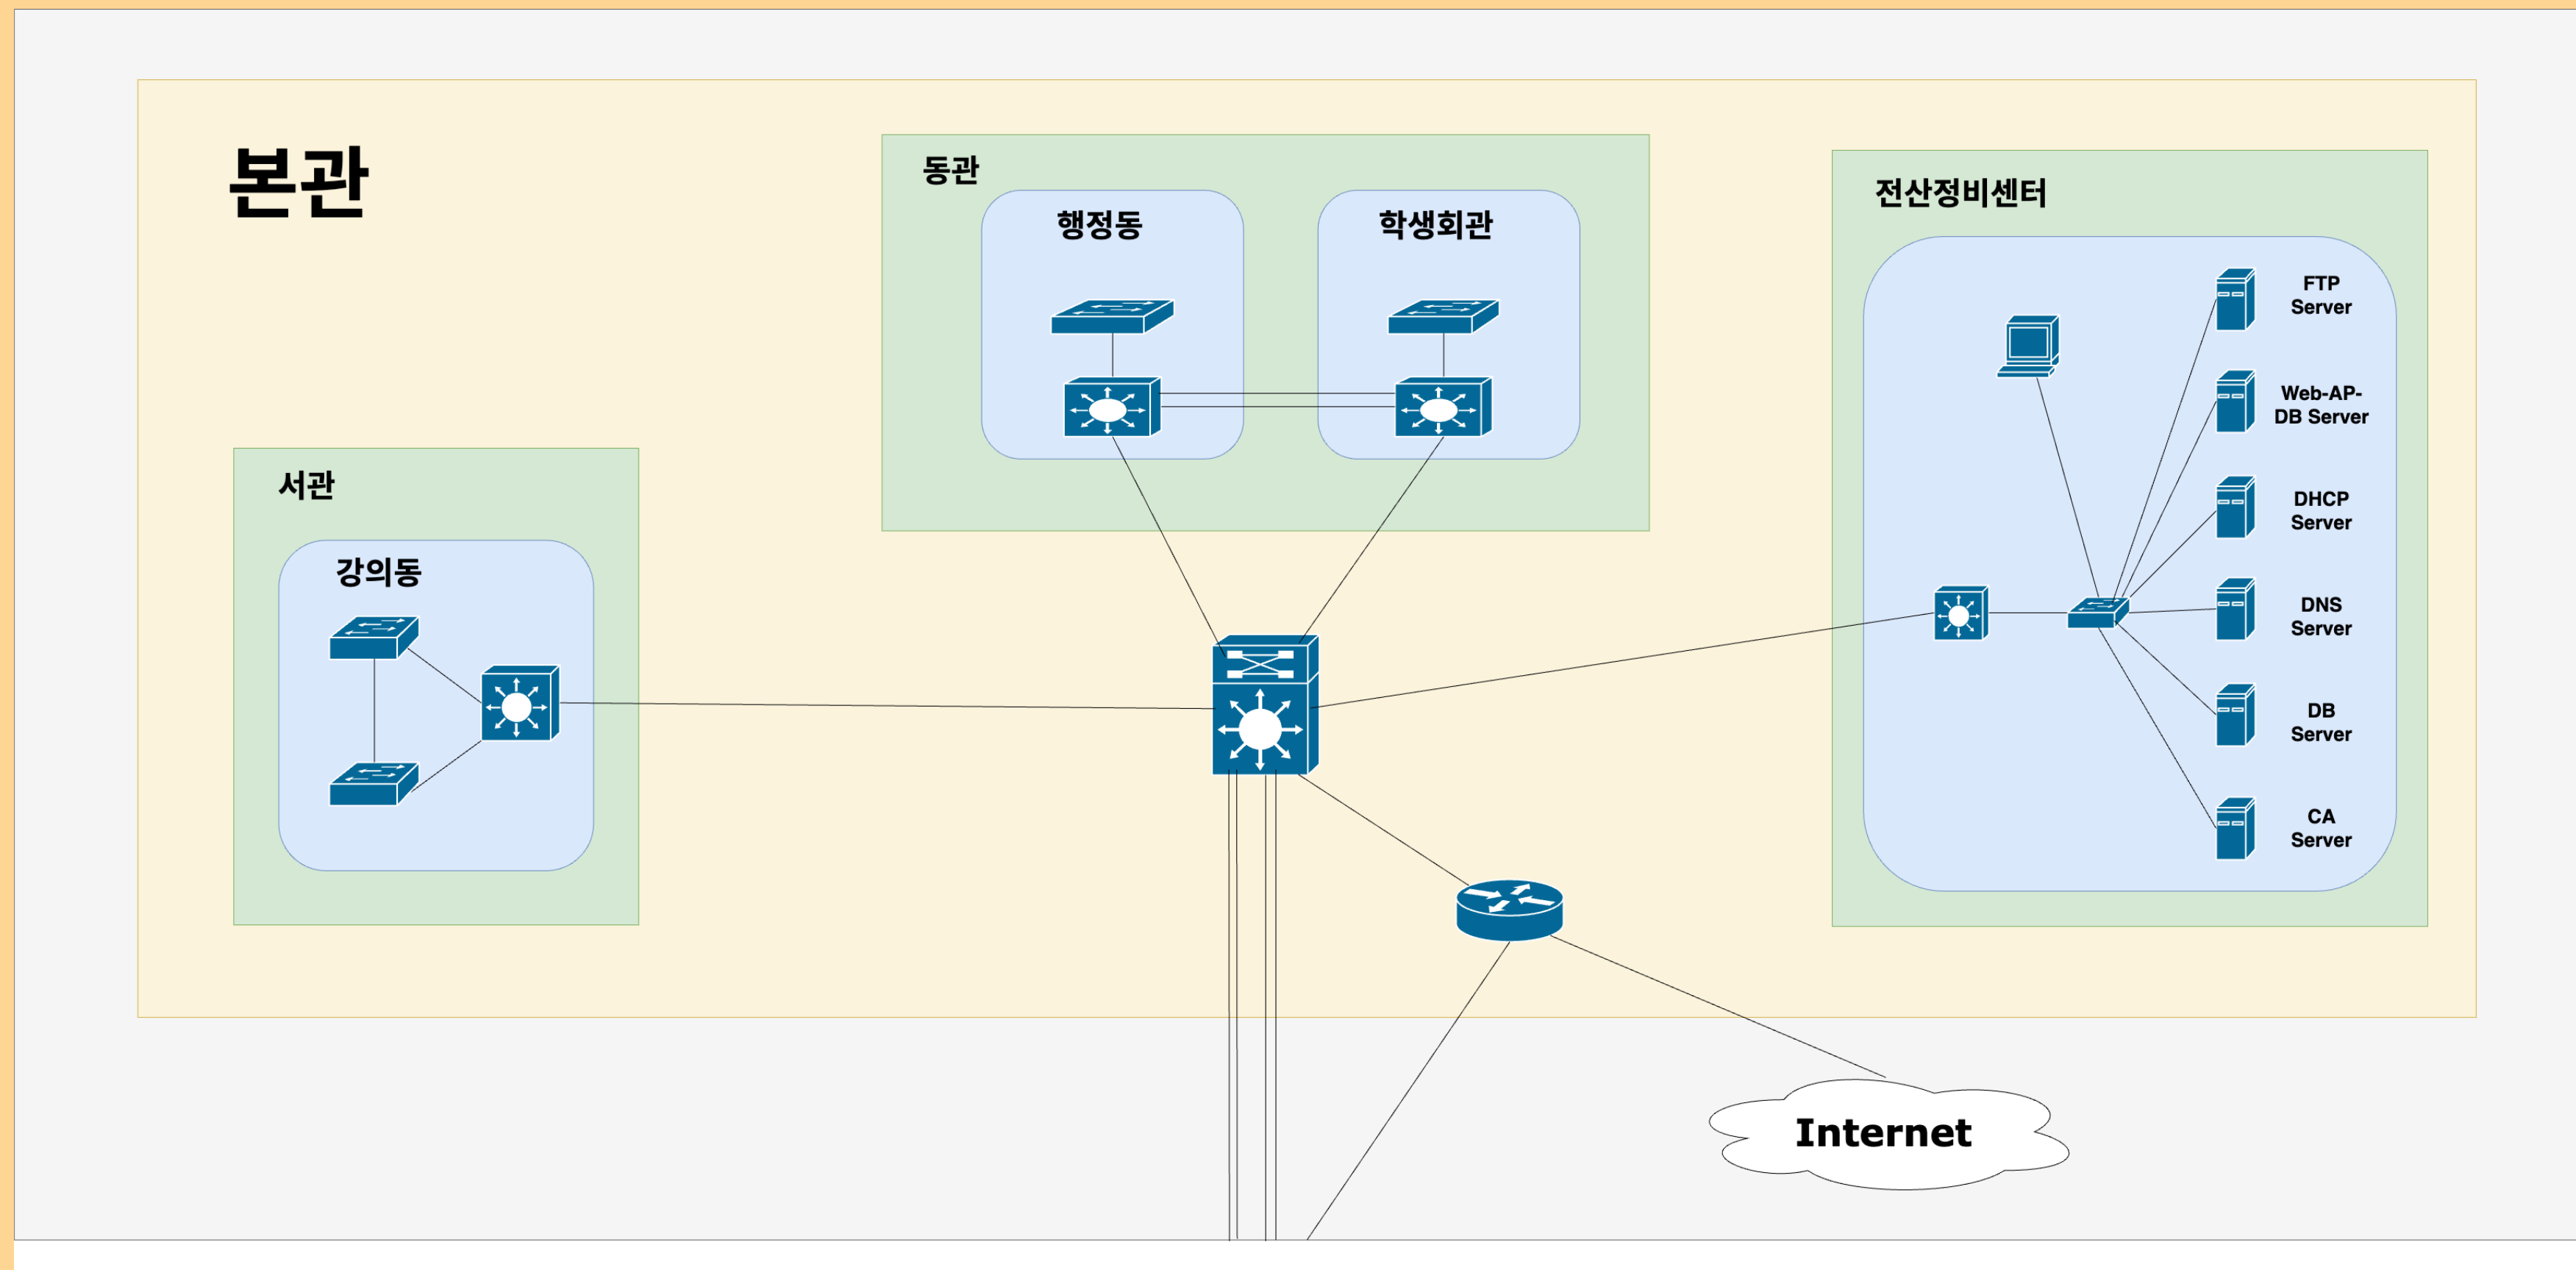 본관
동관
행정동
학생회관
전산정비센터
FTP
Server
Web-AP-
DB Server
DHCP
Server
DNS
Server
DB
Server
CA
Server
서관
강의동
Internet